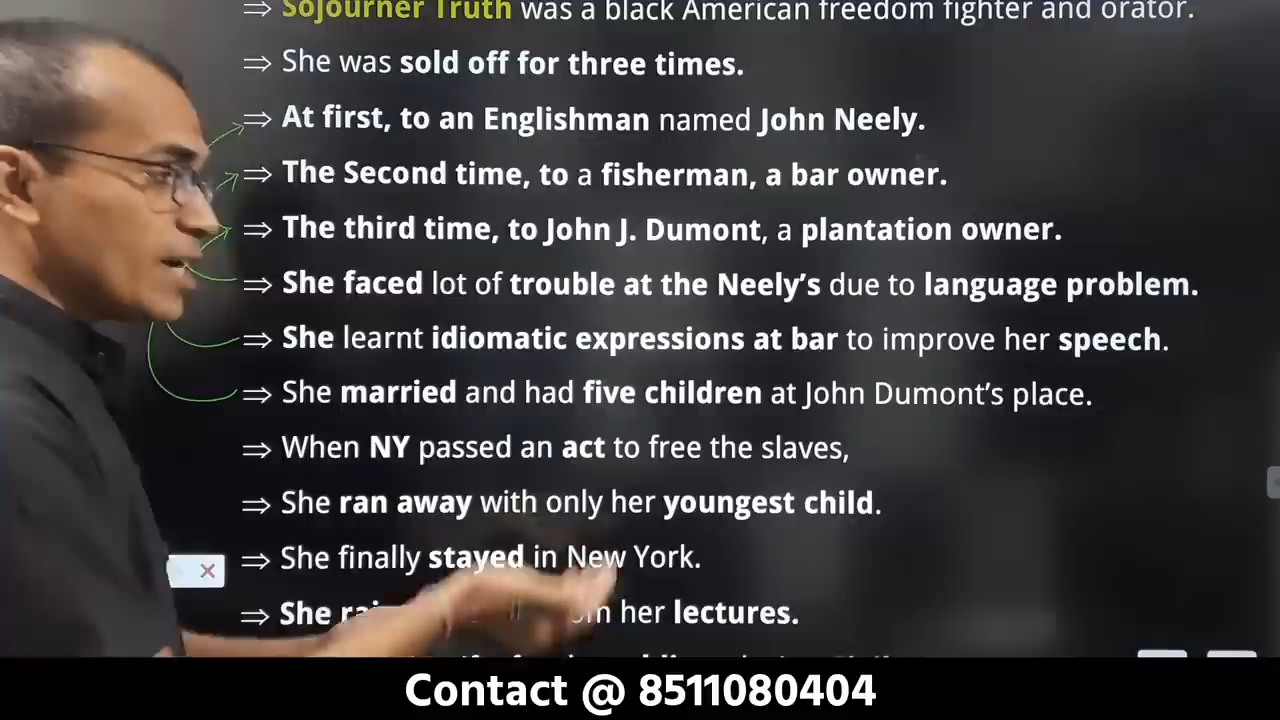 ⇒ Sojourner Truth was a black American freedom fighter and orator.
⇒ She was sold off for three times.
⇒ At first, to an Englishman named John Neely.
⇒ The Second time, to a fisherman, a bar owner.
⇒ The third time, to John J. Dumont, a plantation owner.
⇒ She faced lot of trouble at the Neely's due to language problem.
⇒ She learnt idiomatic expressions at bar to improve her speech.
⇒ She married and had five children at John Dumont's place.
⇒ When NY passed an act to free the slaves,
⇒ She ran away with only her youngest child.
⇒ She finally stayed in New York.
⇒ She her lectures.
Contact @ 8511080404